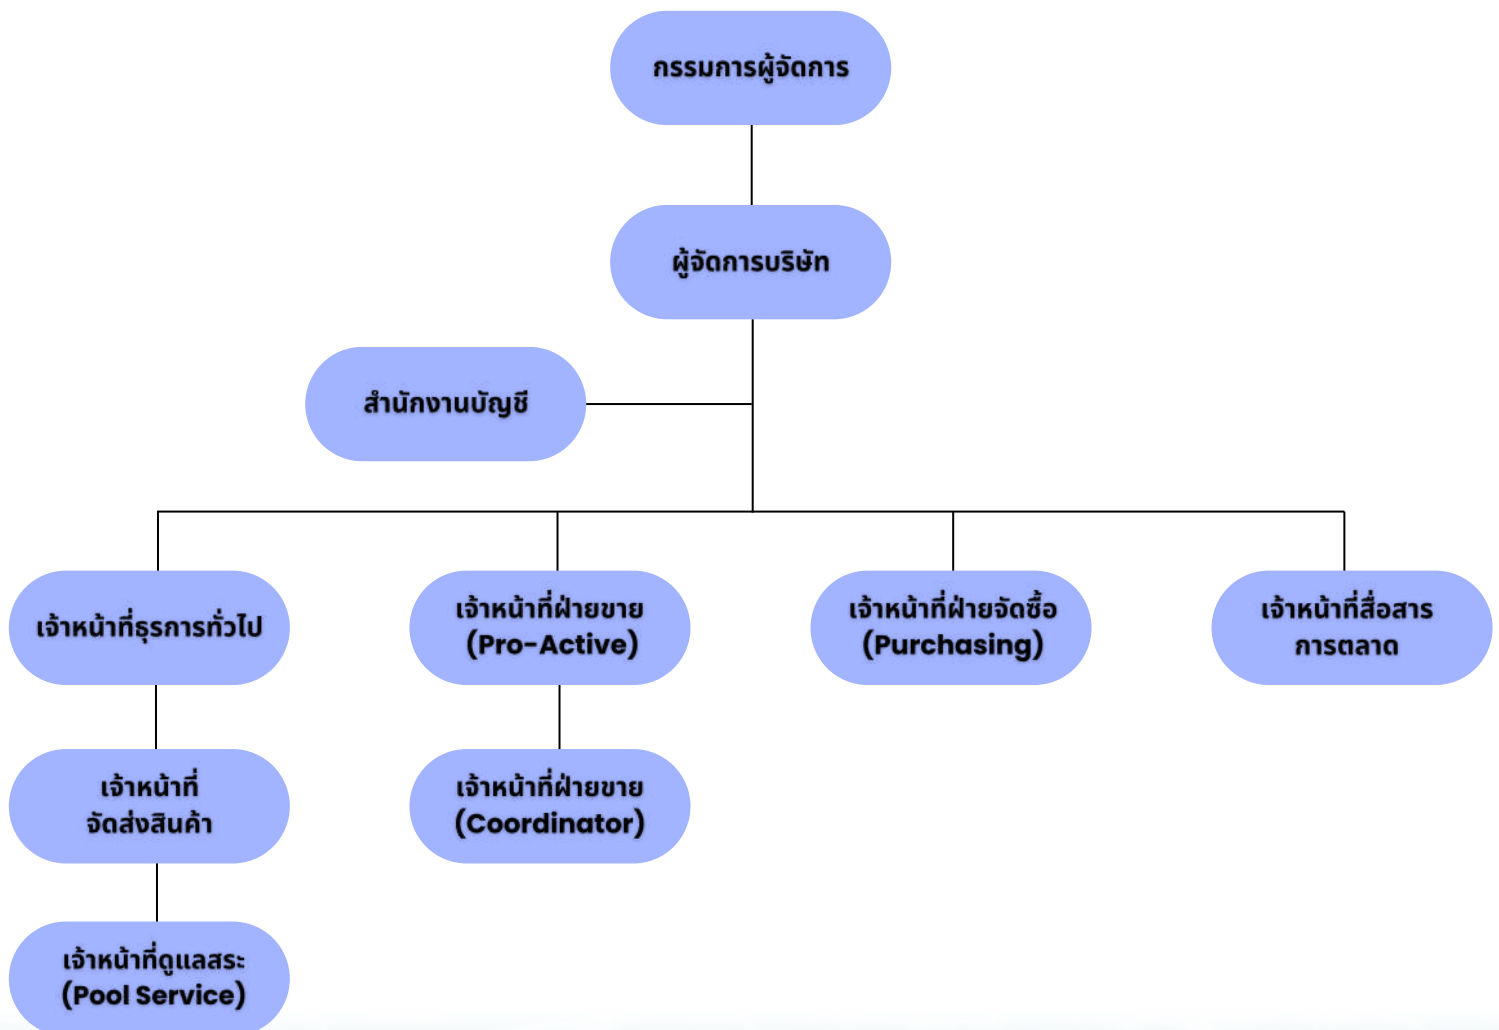 กรรมการผู้จัดการ
ผู้จัดการบริษัท
สำนักงานบัญชี
เจ้าหน้าที่ธุรการทั่วไป
เจ้าหน้าที่ฝ่ายขาย
(Pro-Active)
เจ้าหน้าที่ฝ่ายจัดซื้อ
(Purchasing)
เจ้าหน้าที่สื่อสาร
การตลาด
เจ้าหน้าที่
จัดส่งสินค้า
เจ้าหน้าที่ฝ่ายขาย
(Coordinator)
เจ้าหน้าที่ดูแลสระ
(Pool Service)